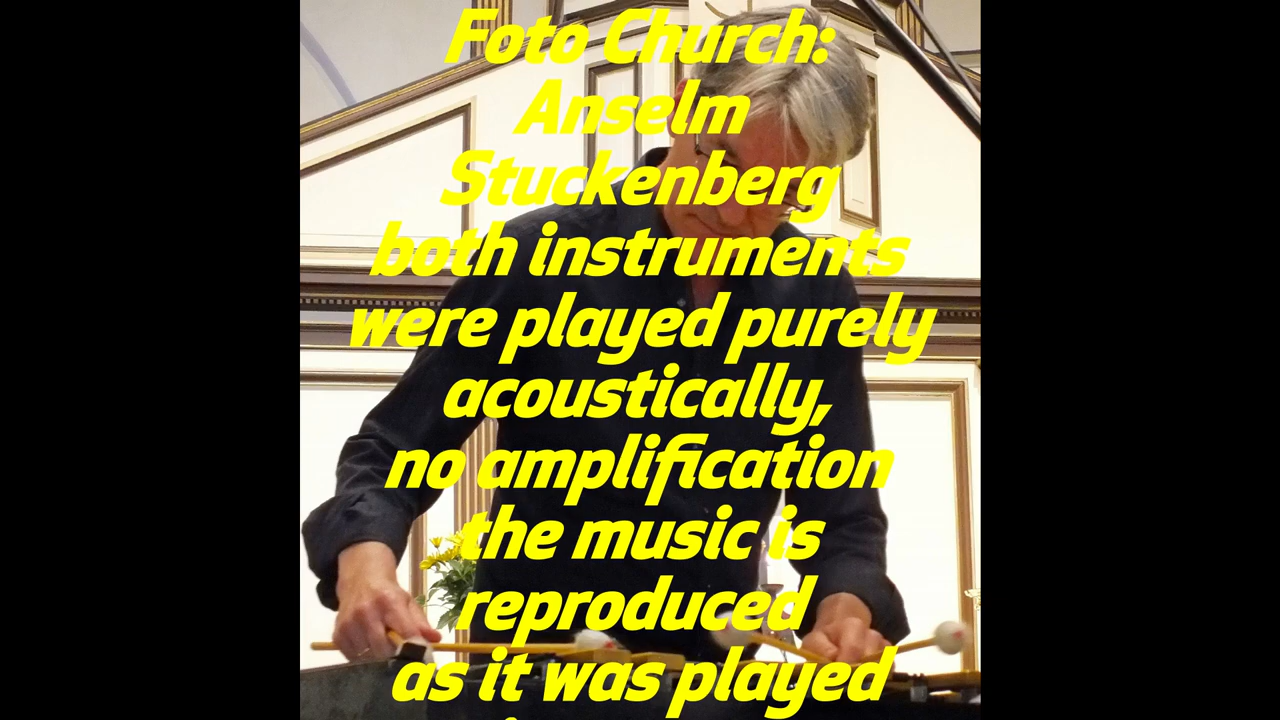 Foto Church:
Anselm
Stuckenberg
both instruments
were played purely
acoustically,
no amplification
the music is
reproduced
as it was played